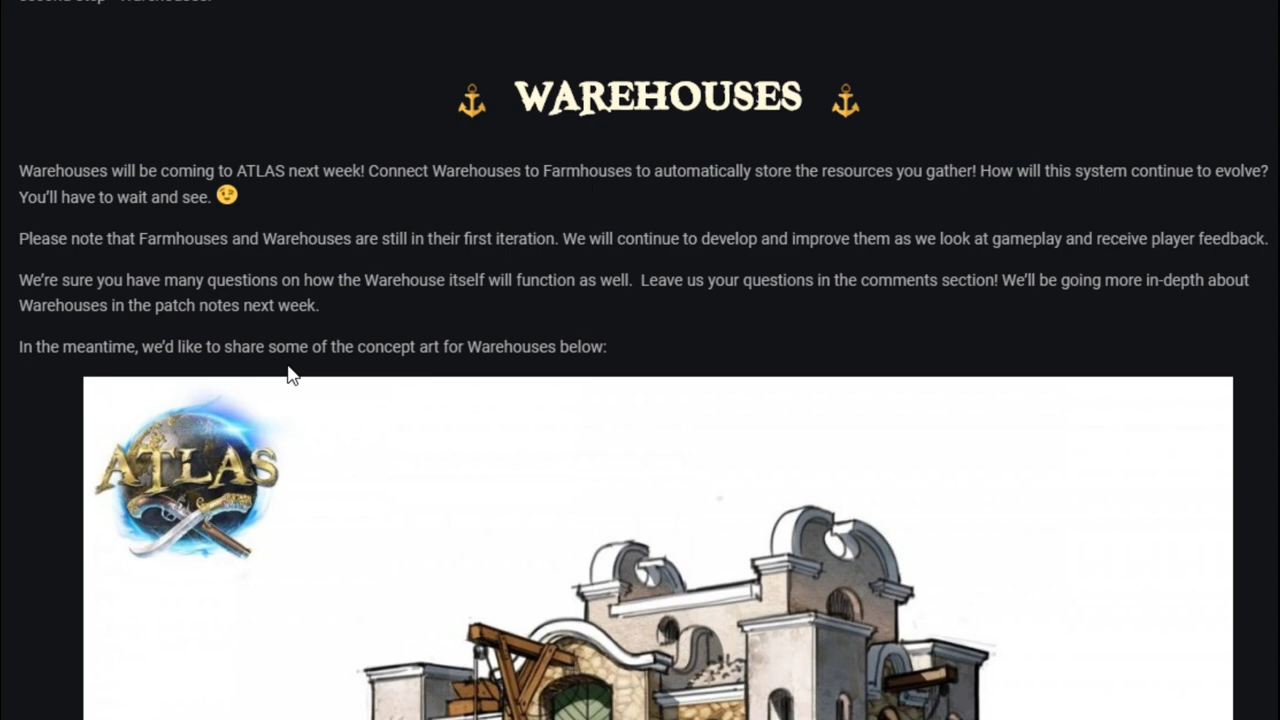 WAREHOUSES
Warehouses will be coming to ATLAS next week! Connect Warehouses to Farmhouses to automatically store the resources you gather! How will this system continue to evolve?
You’ll have to wait and see. 😉
Please note that Farmhouses and Warehouses are still in their first iteration. We will continue to develop and improve them as we look at gameplay and receive player feedback.
We’re sure you have many questions on how the Warehouse itself will function as well.  Leave us your questions in the comments section! We’ll be going more in-depth about
Warehouses in the patch notes next week.
In the meantime, we’d like to share some of the concept art for Warehouses below:
ATLAS